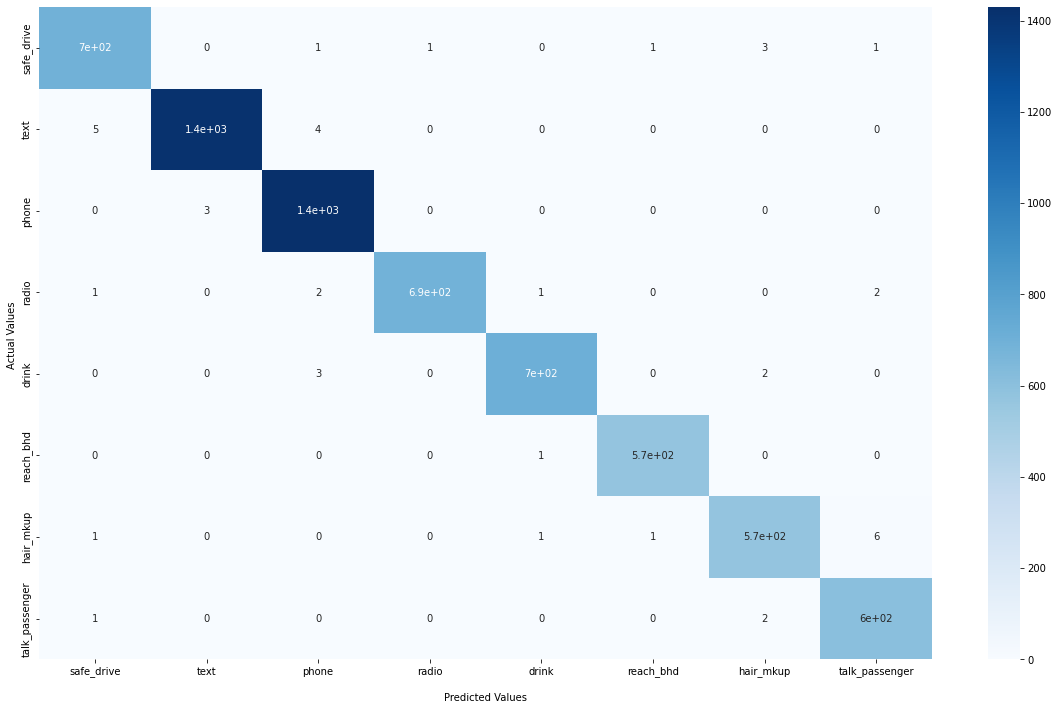 Actual Values
safe_drive 7e+02 0 1 1 0 1 3 1
text 5 1.4e+03 4 0 0 0 0 0
phone 0 3 1.4e+03 0 0 0 0 0
radio 1 0 2 6.9e+02 1 0 0 2
drink 0 0 3 0 7e+02 0 2 0
reach_bhd 0 0 0 0 1 5.7e+02 0 0
hair_mkup 1 0 0 0 1 1 5.7e+02 6
talk_passenger 1 0 0 0 0 0 2 6e+02
safe_drive text phone radio drink reach_bhd hair_mkup talk_passenger
Predicted Values
1400
1200
1000
800
600
400
200
0